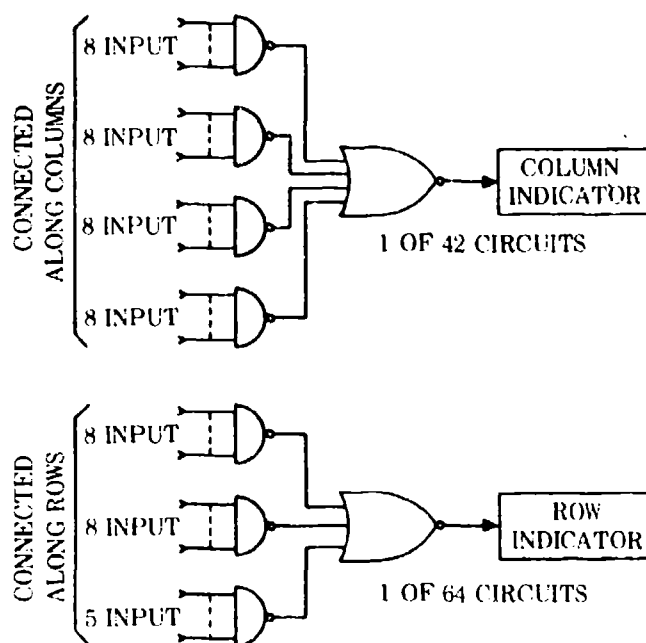 CONNECTED
ALONG COLUMNS
8 INPUT
8 INPUT
8 INPUT
8 INPUT
COLUMN
INDICATOR
1 OF 42 CIRCUITS
CONNECTED
ALONG ROWS
8 INPUT
8 INPUT
5 INPUT
ROW
INDICATOR
1 OF 64 CIRCUITS